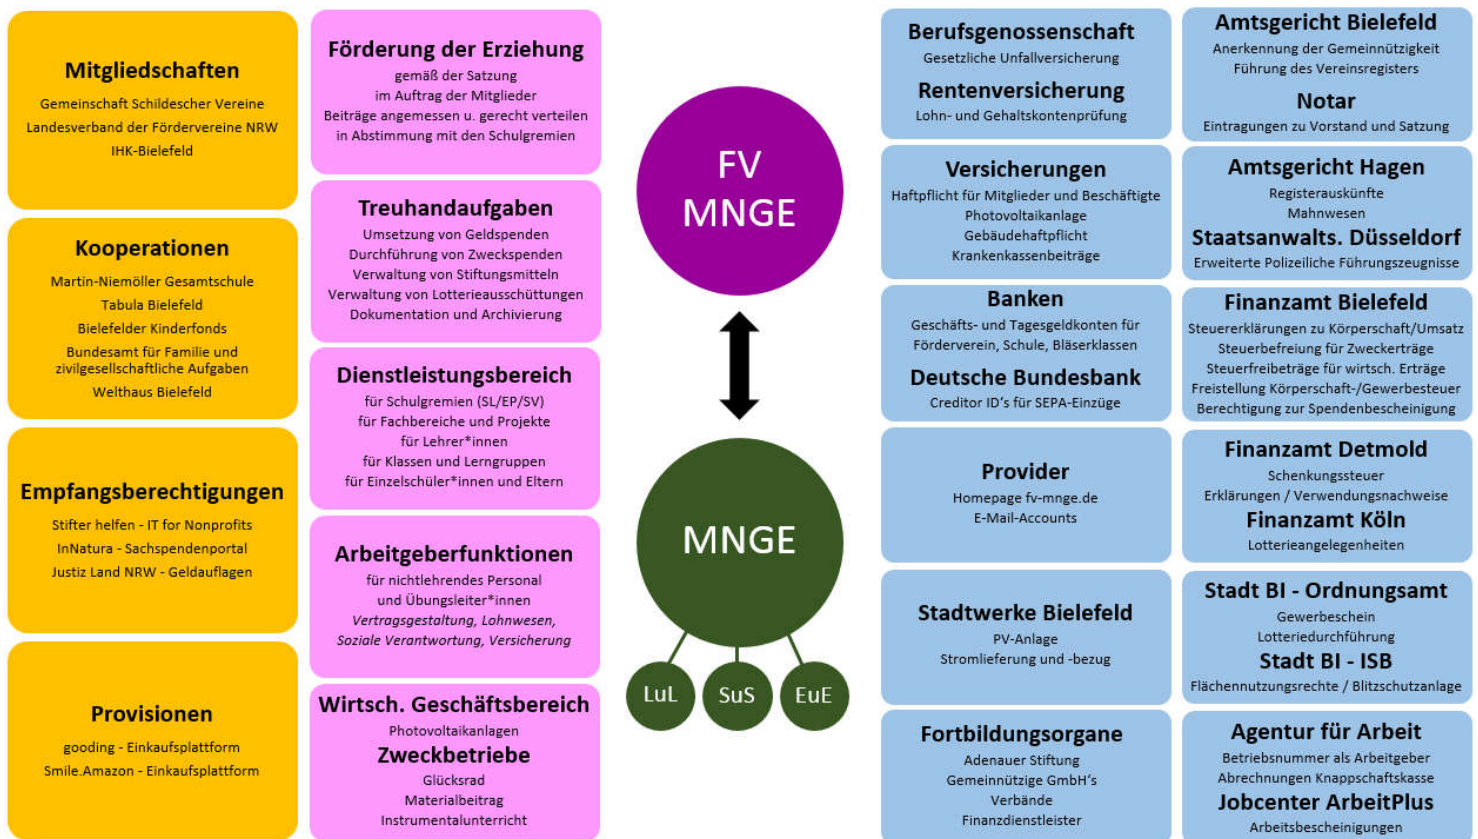 Mitgliedschaften
Gemeinschaft Schildescher Vereine
Landesverband der Fördervereine NRW
IHK-Bielefeld
Kooperationen
Martin-Niemöller Gesamtschule
Tabula Bielefeld
Bielefelder Kinderfonds
Bundesamt für Familie und
zivilgesellschaftliche Aufgaben
Welthaus Bielefeld
Empfangsberechtigungen
Stifter helfen - IT for Nonprofits
InNatura - Sachspendenportal
Justiz Land NRW - Geldauflagen
Provisionen
gooding - Einkaufsplattform
Smile.Amazon - Einkaufsplattform
Förderung der Erziehung
gemäß der Satzung
im Auftrag der Mitglieder
Beiträge angemessen u. gerecht verteilen
in Abstimmung mit den Schulgremien
Treuhandaufgaben
Umsetzung von Geldspenden
Durchführung von Zweckspenden
Verwaltung von Stiftungsmitteln
Verwaltung von Lotterieausschüttungen
Dokumentation und Archivierung
Dienstleistungsbereich
für Schulgremien (SL/EP/SV)
für Fachbereiche und Projekte
für Lehrer*innen
für Klassen und Lerngruppen
für Einzelschüler*innen und Eltern
Arbeitgeberfunktionen
für nichtlehrendes Personal
und Übungsleiter*innen
Vertragsgestaltung, Lohnwesen,
Soziale Verantwortung, Versicherung
Wirtsch. Geschäftsbereich
Photovoltaikanlagen
Zweckbetriebe
Glücksrad
Materialbeitrag
Instrumentalunterricht
FV
MNGE
MNGE
LuL
SuS
EuE
Berufsgenossenschaft
Gesetzliche Unfallversicherung
Rentenversicherung
Lohn- und Gehaltskontenprüfung
Versicherungen
Haftpflicht für Mitglieder und Beschäftigte
Photovoltaikanlage
Gebäudehaftpflicht
Krankenkassenbeiträge
Banken
Geschäfts- und Tagesgeldkonten für
Förderverein, Schule, Bläserklassen
Deutsche Bundesbank
Creditor ID's für SEPA-Einzüge
Provider
Homepage fv-mnge.de
E-Mail-Accounts
Stadtwerke Bielefeld
PV-Anlage
Stromlieferung und -bezug
Fortbildungsorgane
Adenauer Stiftung
Gemeinnützige GmbH's
Verbände
Finanzdienstleister
Amtsgericht Bielefeld
Anerkennung der Gemeinnützigkeit
Führung des Vereinsregisters
Notar
Eintragungen zu Vorstand und Satzung
Amtsgericht Hagen
Registerauskünfte
Mahnwesen
Staatsanwalts. Düsseldorf
Erweiterte Polizeiliche Führungszeugnisse
Finanzamt Bielefeld
Steuererklärungen zu Körperschaft/Umsatz
Steuerbefreiung für Zweckerträge
Steuerfreibeträge für wirtsch. Erträge
Freistellung Körperschaft-/Gewerbesteuer
Berechtigung zur Spendenbescheinigung
Finanzamt Detmold
Schenkungssteuer
Erklärungen / Verwendungsnachweise
Finanzamt Köln
Lotterieangelegenheiten
Stadt BI - Ordnungsamt
Gewerbeschein
Lotteriedurchführung
Stadt BI - ISB
Flächennutzungsrechte / Blitzschutzanlage
Agentur für Arbeit
Betriebsnummer als Arbeitgeber
Abrechnungen Knappschaftskasse
Jobcenter ArbeitPlus
Arbeitsbescheinigungen